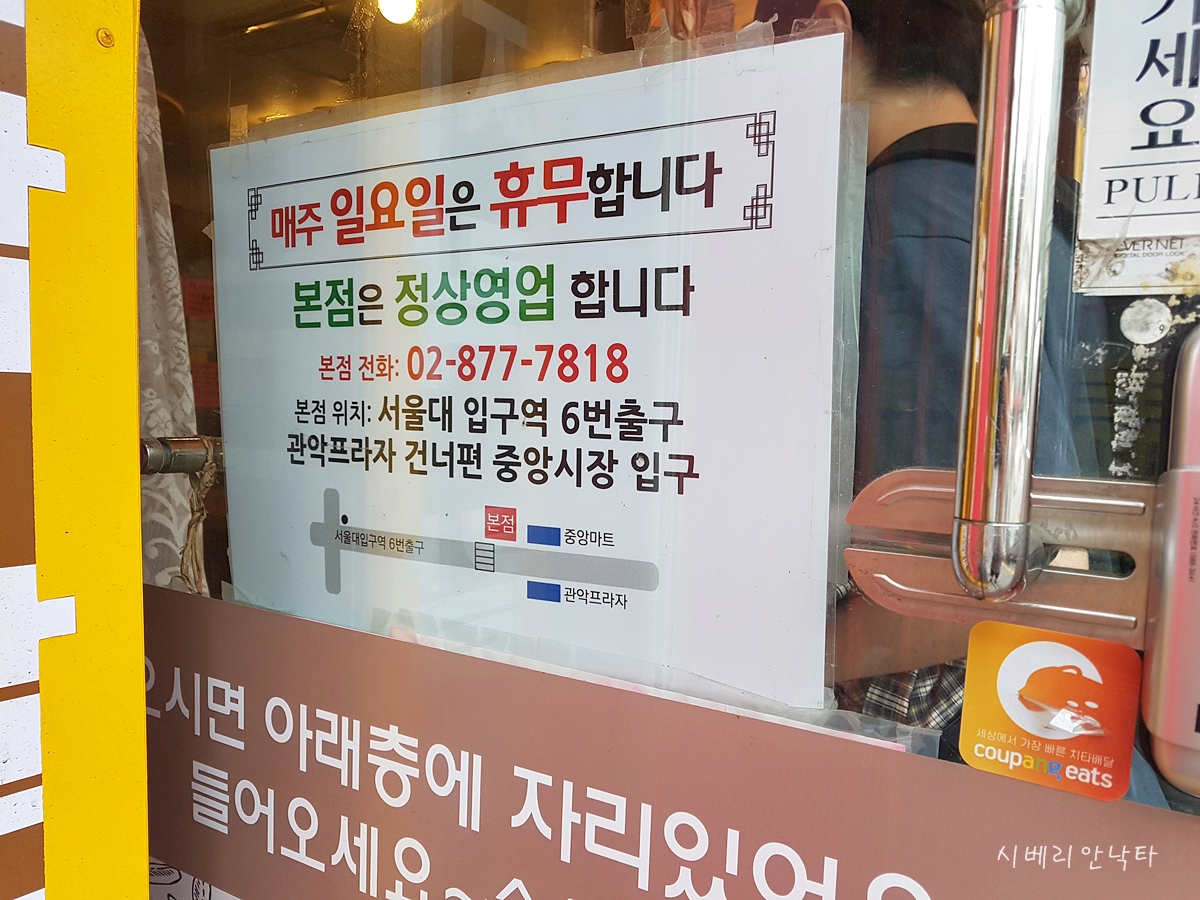 매주 일요일은 휴무합니다
본점은 정상영업 합니다
본점 전화: 02-877-7818
본점 위치: 서울대 입구역 6번출구
관악프라자 건너편 중앙시장 입구
본점
중앙마트
서울대입구역 6번출구
관악프라자
세요
PULL
DIGITAL DOOR LOCK
오시면 아래층에 자리있
들어오세요~
세상에서 가장 빠른 치타배달
coupang eats
시베리안낙타